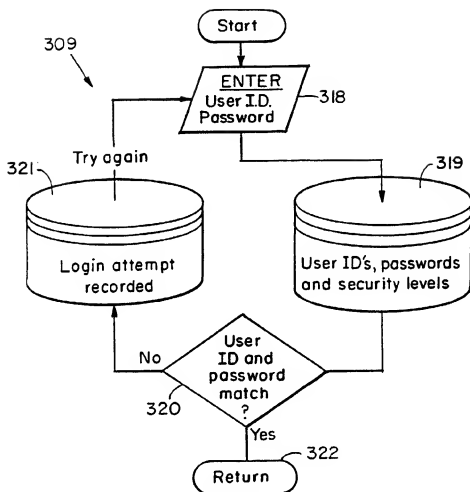 Start
309
ENTER
User I.D.
Password
318
Try again
321
319
Login attempt
recorded
User ID's, passwords
and security levels
No
User
ID and
password
match
?
320
Yes
322
Return